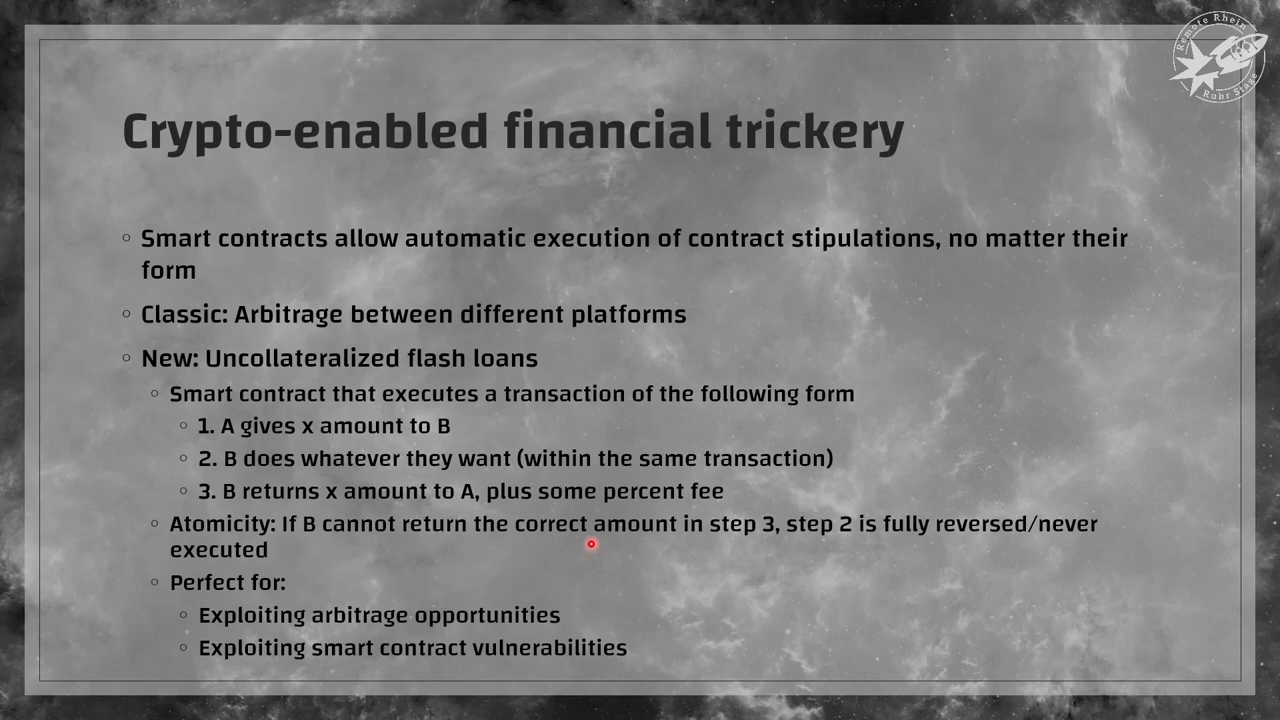 Remote Rhein
Ruhr Stage
Crypto-enabled financial trickery
◦ Smart contracts allow automatic execution of contract stipulations, no matter their
form
◦ Classic: Arbitrage between different platforms
◦ New: Uncollateralized flash loans
◦ Smart contract that executes a transaction of the following form
◦ 1. A gives x amount to B
◦ 2. B does whatever they want (within the same transaction)
◦ 3. B returns x amount to A, plus some percent fee
◦ Atomicity: If B cannot return the correct amount in step 3, step 2 is fully reversed/never
executed
◦ Perfect for:
◦ Exploiting arbitrage opportunities
◦ Exploiting smart contract vulnerabilities